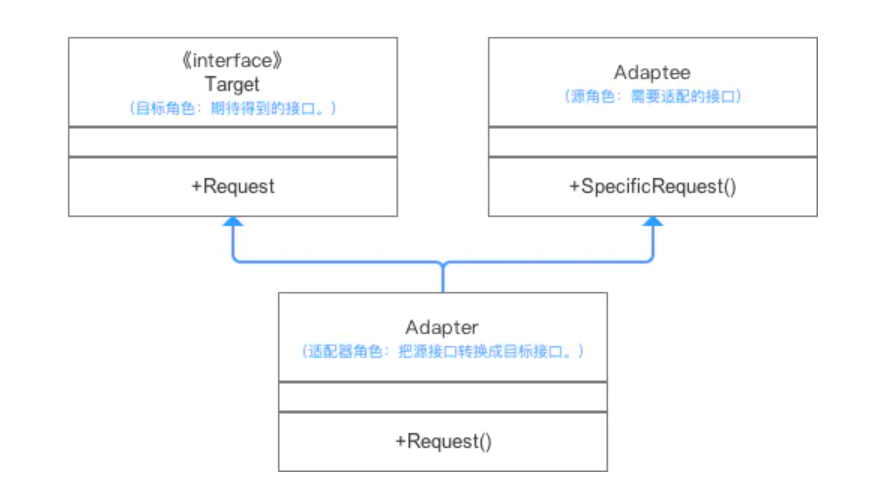 《interface》
Target
(目标角色：期待得到的接口。)
+Request
Adaptee
(源角色：需要适配的接口)
+SpecificRequest()
Adapter
(适配器角色：把源接口转换成目标接口。)
+Request()